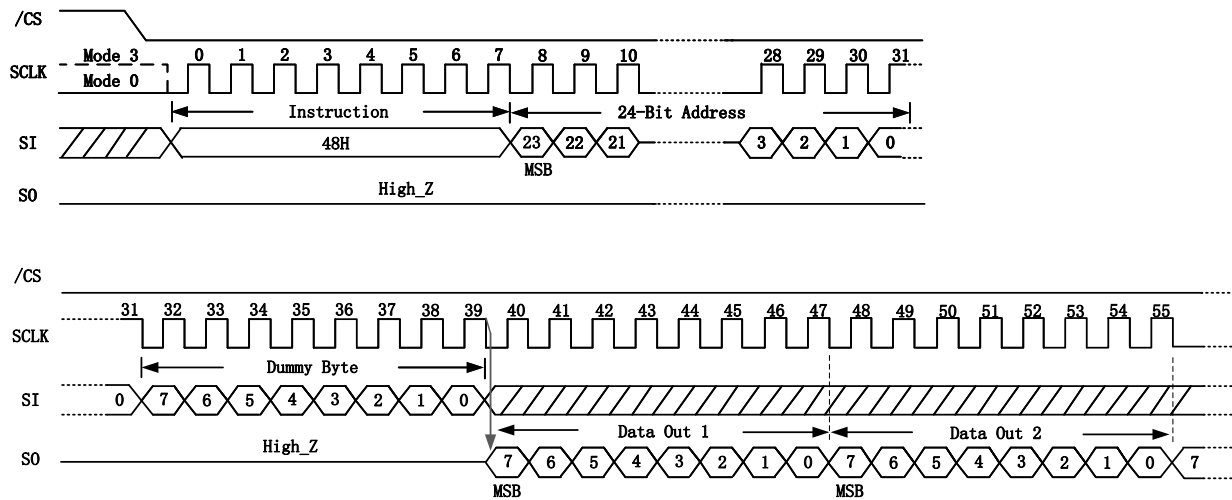 /CS
Mode 3 0 1 2 3 4 5 6 7 8 9 10 28 29 30 31
SCLK
Mode 0
Instruction 24-Bit Address
SI 48H 23 22 21 3 2 1 0
MSB
High_Z
SO
/CS
31 32 33 34 35 36 37 38 39 40 41 42 43 44 45 46 47 48 49 50 51 52 53 54 55
SCLK
Dummy Byte
SI 0 7 6 5 4 3 2 1 0
Data Out 1 Data Out 2
High_Z
SO 7 6 5 4 3 2 1 0 7 6 5 4 3 2 1 0 7
MSB MSB